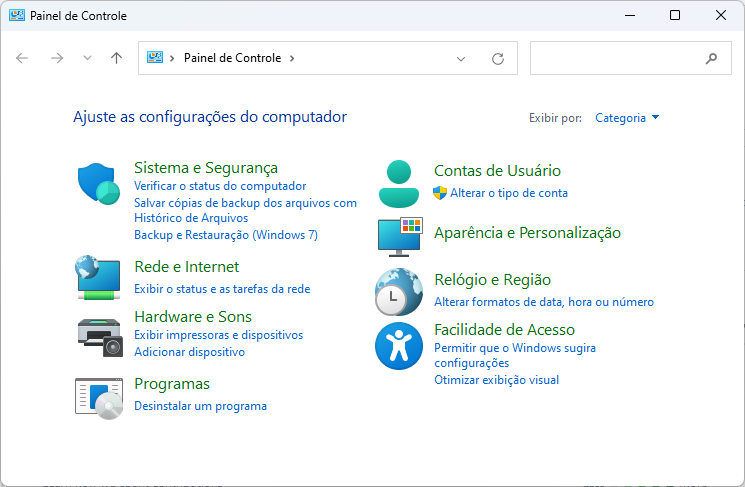 Painel de Controle
Painel de Controle
Ajuste as configurações do computador
Exibir por: Categoria
Sistema e Segurança
Verificar o status do computador
Salvar cópias de backup dos arquivos com
Histórico de Arquivos
Backup e Restauração (Windows 7)
Rede e Internet
Exibir o status e as tarefas da rede
Hardware e Sons
Exibir impressoras e dispositivos
Adicionar dispositivo
Programas
Desinstalar um programa
Contas de Usuário
Alterar o tipo de conta
Aparência e Personalização
Relógio e Região
Alterar formatos de data, hora ou número
Facilidade de Acesso
Permitir que o Windows sugira
configurações
Otimizar exibição visual